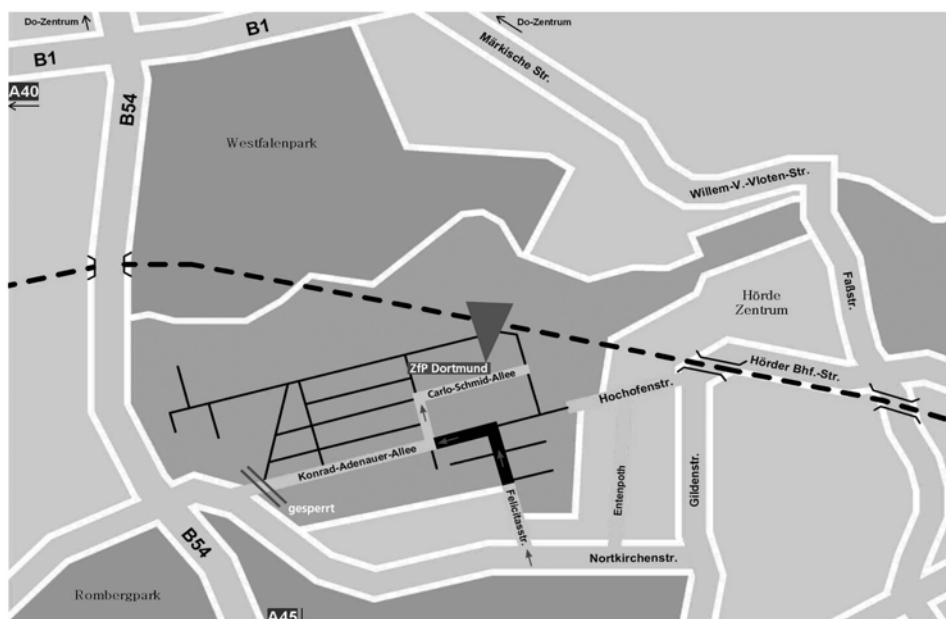 Do-Zentrum
Do-Zentrum
B1
B1
Märkische Str.
A40
B54
Westfalenpark
Willem-V.-Vloten-Str.
Faßstr.
Hörde
Zentrum
ZfP Dortmund
Carlo-Schmid-Allee
Hörder Bhf.-Str.
Hochofenstr.
Konrad-Adenauer-Allee
gesperrt
Felicitasstr.
Entenpoth
Gildenstr.
B54
Nortkirchenstr.
Rombergpark
A45